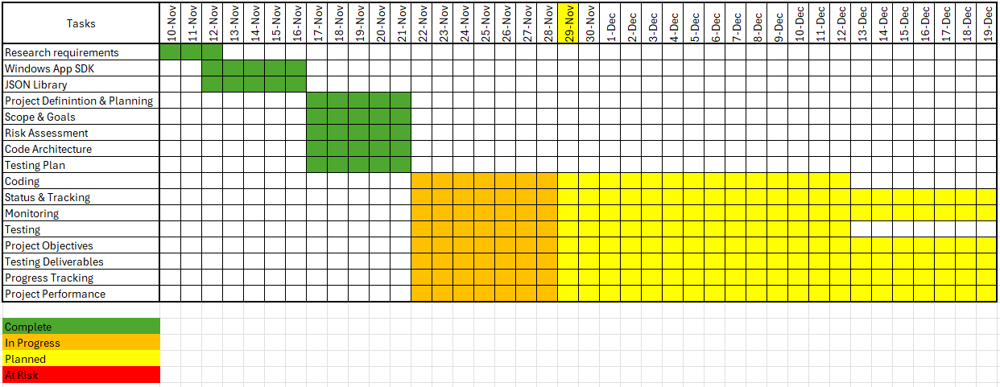 Tasks 10-Nov 11-Nov 12-Nov 13-Nov 14-Nov 15-Nov 16-Nov 17-Nov 18-Nov 19-Nov 20-Nov 21-Nov 22-Nov 23-Nov 24-Nov 25-Nov 26-Nov 27-Nov 28-Nov 29-Nov 30-Nov 1-Dec 2-Dec 3-Dec 4-Dec 5-Dec 6-Dec 7-Dec 8-Dec 9-Dec 10-Dec 11-Dec 12-Dec 13-Dec 14-Dec 15-Dec 16-Dec 17-Dec 18-Dec 19-Dec
Research requirements
Windows App SDK
JSON Library
Project Definintion & Planning
Scope & Goals
Risk Assessment
Code Architecture
Testing Plan
Coding
Status & Tracking
Monitoring
Testing
Project Objectives
Testing Deliverables
Progress Tracking
Project Performance
Complete
In Progress
Planned
At Risk